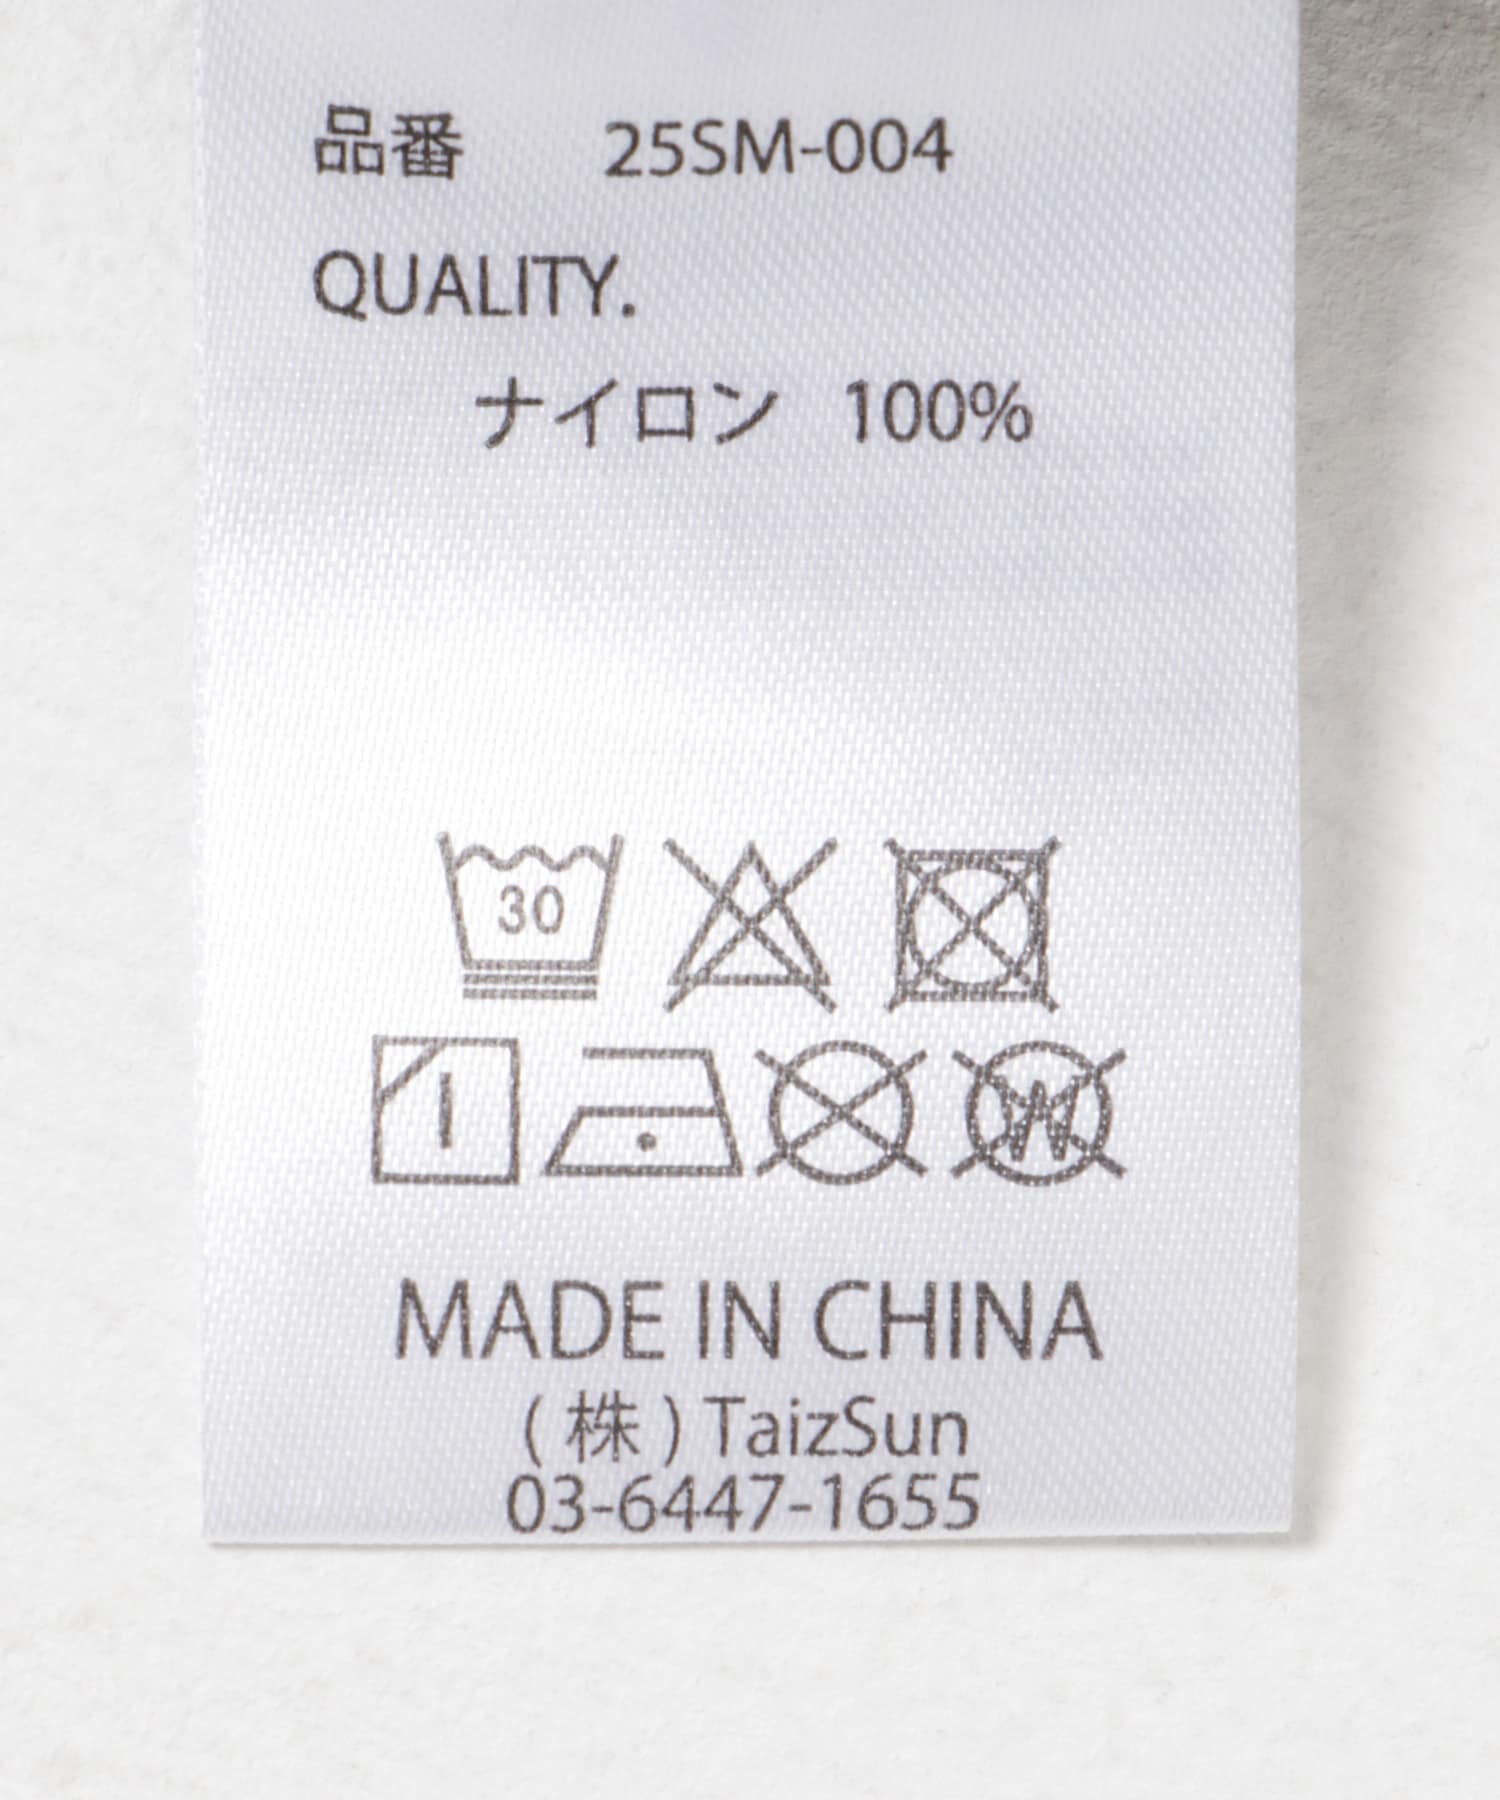 品番 25SM-004
QUALITY.
ナイロン 100%
30
W
MADE IN CHINA
(株) TaizSun
03-6447-1655